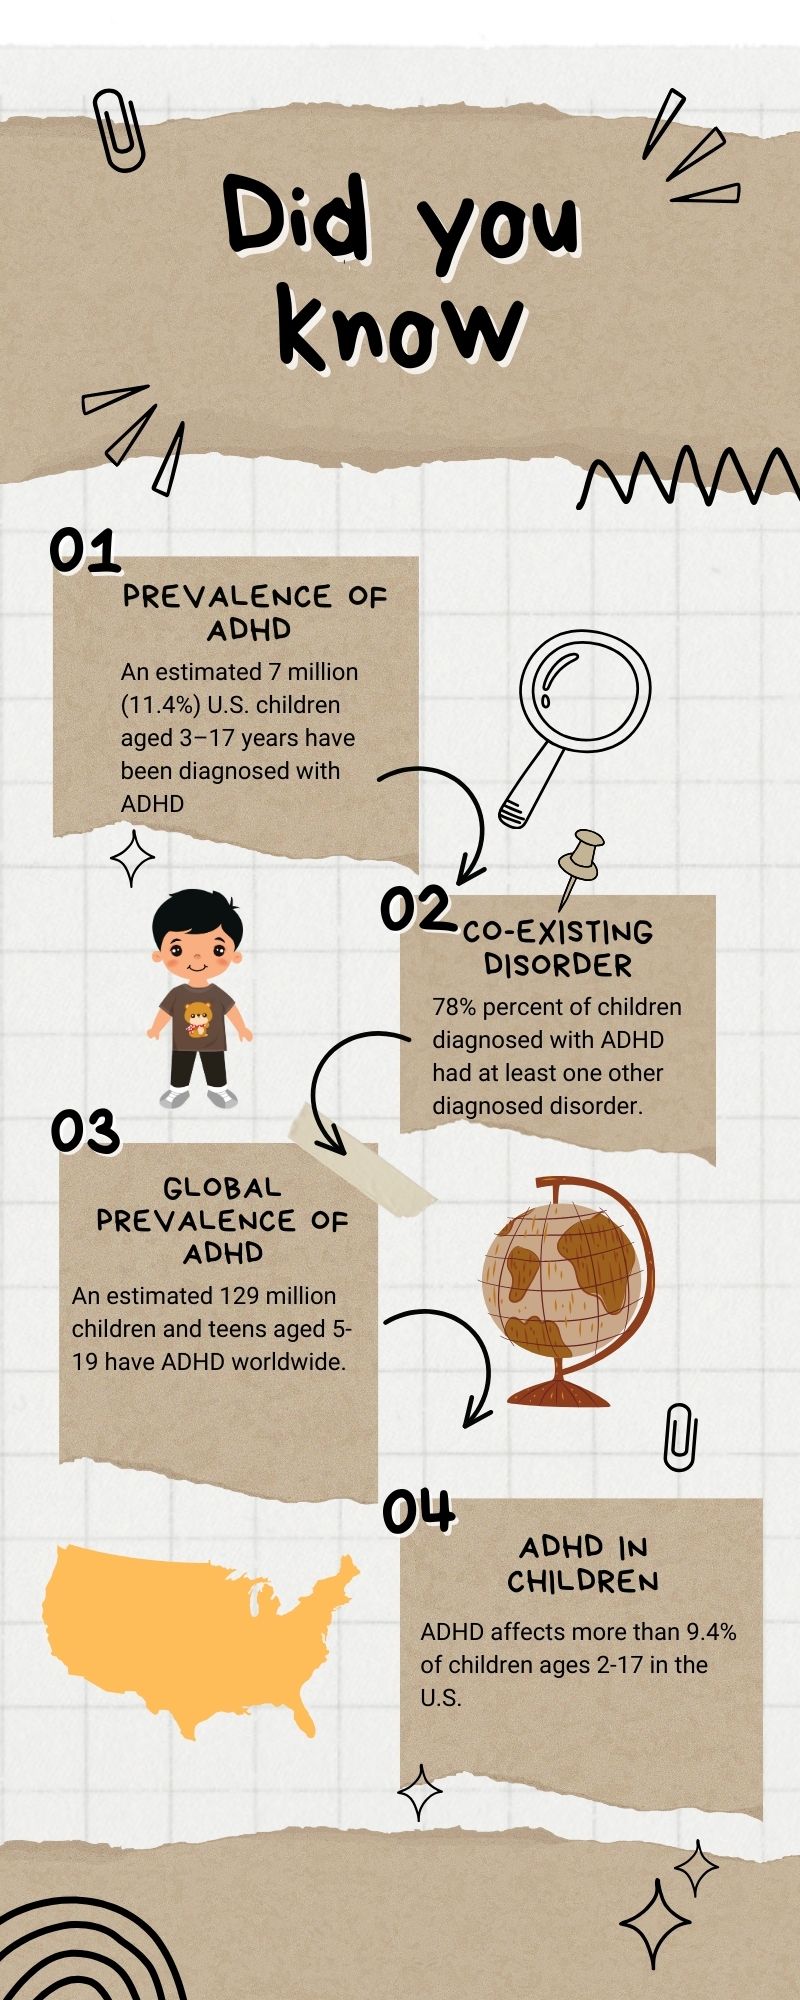 Did you
know
01
PREVALENCE OF
ADHD
An estimated 7 million
(11.4%) U.S. children
aged 3–17 years have
been diagnosed with
ADHD
02
CO-EXISTING
DISORDER
78% percent of children
diagnosed with ADHD
had at least one other
diagnosed disorder.
03
GLOBAL
PREVALENCE OF
ADHD
An estimated 129 million
children and teens aged 5-
19 have ADHD worldwide.
04
ADHD IN
CHILDREN
ADHD affects more than 9.4%
of children ages 2-17 in the
U.S.